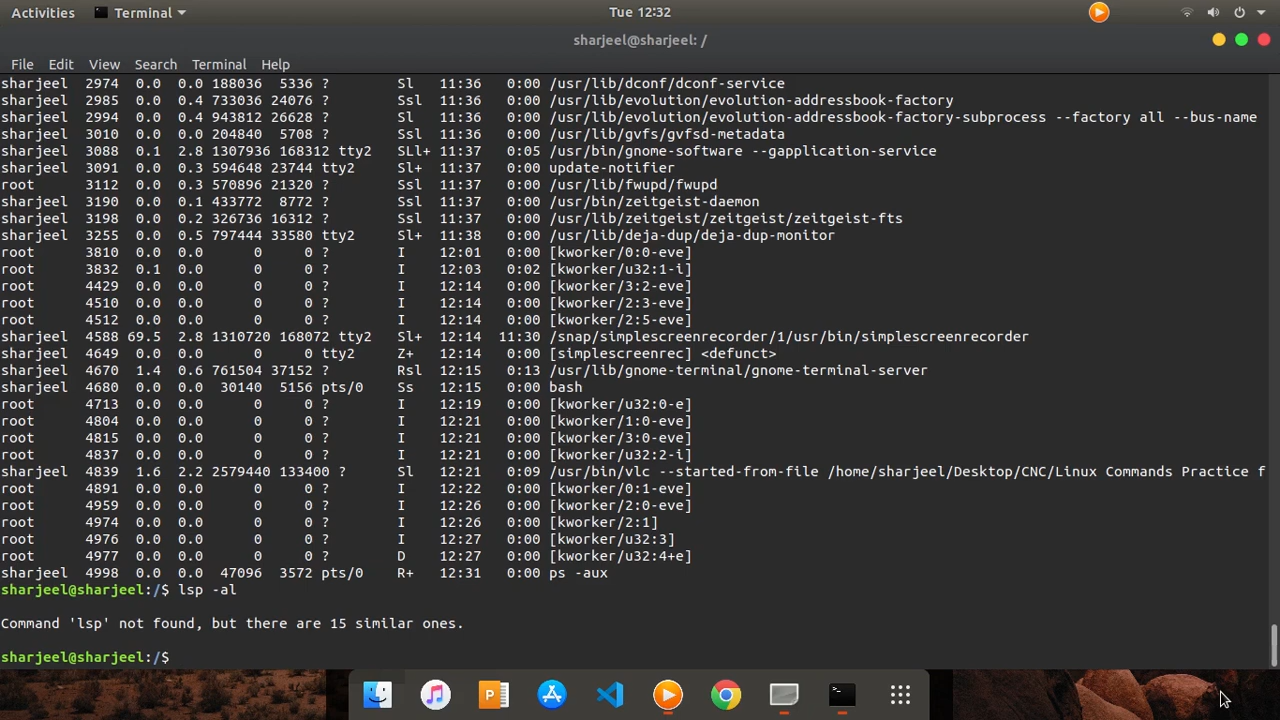 Activities Terminal Tue 12:32
sharjeel@sharjeel: /
File Edit View Search Terminal Help
sharjeel 2974 0.0 0.0 188036 5336 ? Sl 11:36 0:00 /usr/lib/dconf/dconf-service
sharjeel 2985 0.0 0.4 733036 24076 ? Ssl 11:36 0:00 /usr/lib/evolution/evolution-addressbook-factory
sharjeel 2994 0.0 0.4 943812 26628 ? Sl 11:36 0:00 /usr/lib/evolution/evolution-addressbook-factory-subprocess --factory all --bus-name
sharjeel 3010 0.0 0.0 204840 5708 ? Ssl 11:36 0:00 /usr/lib/gvfs/gvfsd-metadata
sharjeel 3088 0.1 2.8 1307936 168312 tty2 SLl+ 11:37 0:05 /usr/bin/gnome-software --gapplication-service
sharjeel 3091 0.0 0.3 594648 23744 tty2 Sl+ 11:37 0:00 update-notifier
root 3112 0.0 0.3 570896 21320 ? Ssl 11:37 0:00 /usr/lib/fwupd/fwupd
sharjeel 3190 0.0 0.1 433772 8772 ? Ssl 11:37 0:00 /usr/bin/zeitgeist-daemon
sharjeel 3198 0.0 0.2 326736 16312 ? Ssl 11:37 0:00 /usr/lib/zeitgeist/zeitgeist/zeitgeist-fts
sharjeel 3255 0.0 0.5 797444 33580 tty2 Sl+ 11:38 0:00 /usr/lib/deja-dup/deja-dup-monitor
root 3810 0.0 0.0 0 0 ? I 12:01 0:00 [kworker/0:0-eve]
root 3832 0.1 0.0 0 0 ? I 12:03 0:02 [kworker/u32:1-i]
root 4429 0.0 0.0 0 0 ? I 12:14 0:00 [kworker/3:2-eve]
root 4510 0.0 0.0 0 0 ? I 12:14 0:00 [kworker/2:3-eve]
root 4512 0.0 0.0 0 0 ? I 12:14 0:00 [kworker/2:5-eve]
sharjeel 4588 69.5 2.8 1310720 168072 tty2 Sl+ 12:14 11:30 /snap/simplescreenrecorder/1/usr/bin/simplescreenrecorder
sharjeel 4649 0.0 0.0 0 0 tty2 Z+ 12:14 0:00 [simplescreenrec] <defunct>
sharjeel 4670 1.4 0.6 761504 37152 ? Rsl 12:15 0:13 /usr/lib/gnome-terminal/gnome-terminal-server
sharjeel 4680 0.0 0.0 30140 5156 pts/0 Ss 12:15 0:00 bash
root 4713 0.0 0.0 0 0 ? I 12:19 0:00 [kworker/u32:0-e]
root 4804 0.0 0.0 0 0 ? I 12:21 0:00 [kworker/1:0-eve]
root 4815 0.0 0.0 0 0 ? I 12:21 0:00 [kworker/3:0-eve]
root 4837 0.0 0.0 0 0 ? I 12:21 0:00 [kworker/u32:2-i]
sharjeel 4839 1.6 2.2 2579440 133400 ? Sl 12:21 0:09 /usr/bin/vlc --started-from-file /home/sharjeel/Desktop/CNC/Linux Commands Practice f
root 4891 0.0 0.0 0 0 ? I 12:22 0:00 [kworker/0:1-eve]
root 4959 0.0 0.0 0 0 ? I 12:26 0:00 [kworker/2:0-eve]
root 4974 0.0 0.0 0 0 ? I 12:26 0:00 [kworker/2:1]
root 4976 0.0 0.0 0 0 ? I 12:27 0:00 [kworker/u32:3]
root 4977 0.0 0.0 0 0 ? D 12:27 0:00 [kworker/u32:4+e]
sharjeel 4998 0.0 0.0 47096 3572 pts/0 R+ 12:31 0:00 ps -aux
sharjeel@sharjeel:/$ lsp -al
Command 'lsp' not found, but there are 15 similar ones.
sharjeel@sharjeel:/$